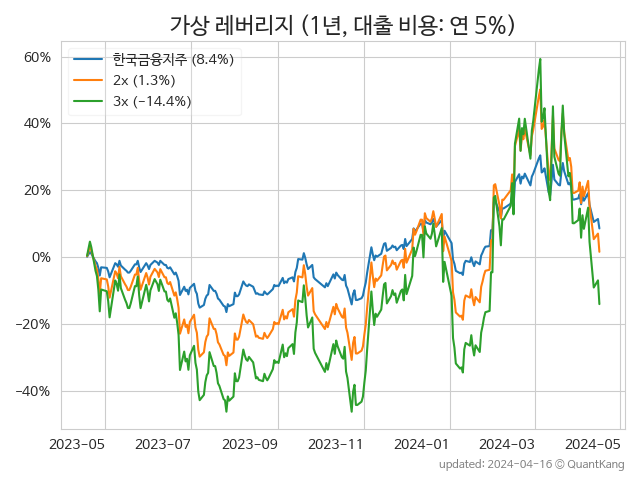 가상 레버리지 (1년, 대출 비용: 연 5%)
한국금융지주 (8.4%)
2x (1.3%)
3x (−14.4%)
60%
40%
20%
0%
−20%
−40%
2023-05 2023-07 2023-09 2023-11 2024-01 2024-03 2024-05
updated: 2024-04-16 © QuantKang